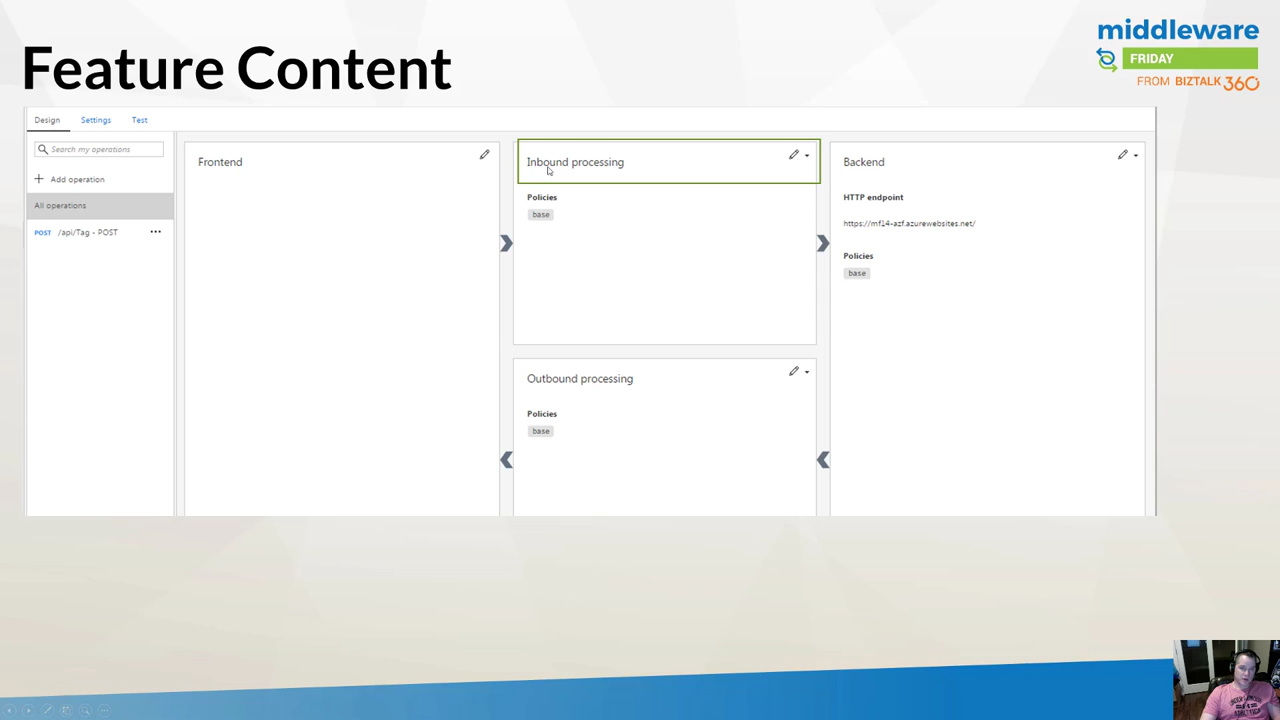 Feature Content
middleware
FRIDAY
FROM BIZTALK 360
Design Settings Test
Search my operations
Add operation
All operations
POST /api/Tag - POST
Frontend
Inbound processing
Policies
base
Outbound processing
Policies
base
Backend
HTTP endpoint
https://mf14-azf.azurewebsites.net/
Policies
base